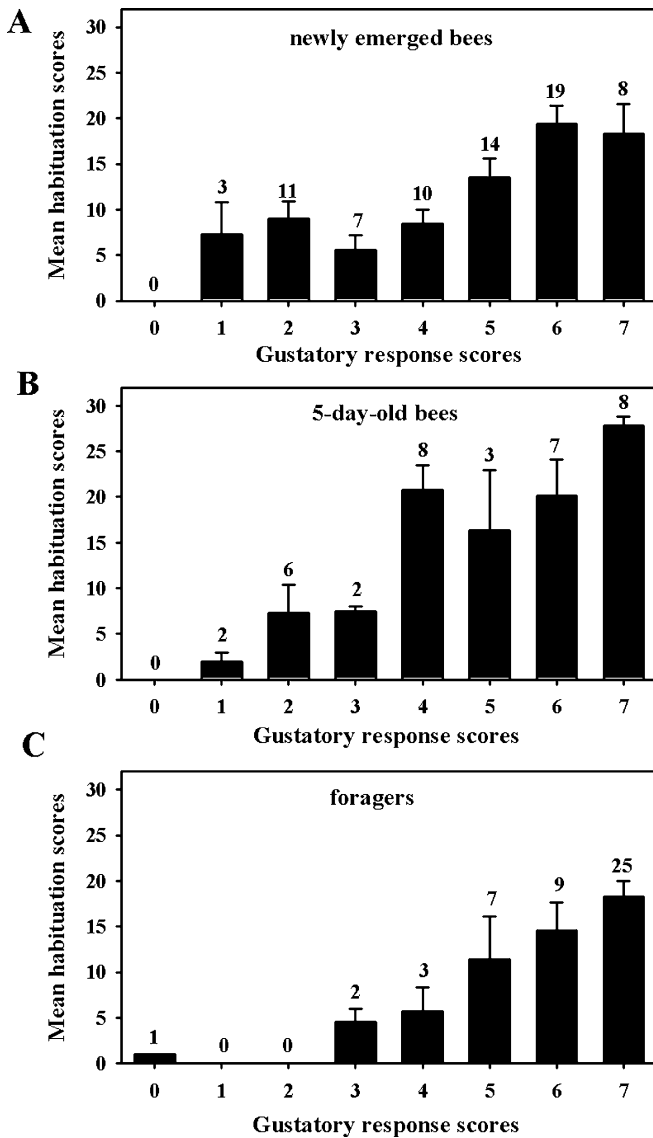 A
newly emerged bees
Mean habituation scores
30
25
20
15
10
5
0
0 3 11 7 10 14 19 8
0 1 2 3 4 5 6 7
Gustatory response scores
B
5-day-old bees
Mean habituation scores
30
25
20
15
10
5
0
0 2 6 2 8 3 7 8
0 1 2 3 4 5 6 7
Gustatory response scores
C
foragers
Mean habituation scores
30
25
20
15
10
5
0
1 0 0 2 3 7 9 25
0 1 2 3 4 5 6 7
Gustatory response scores